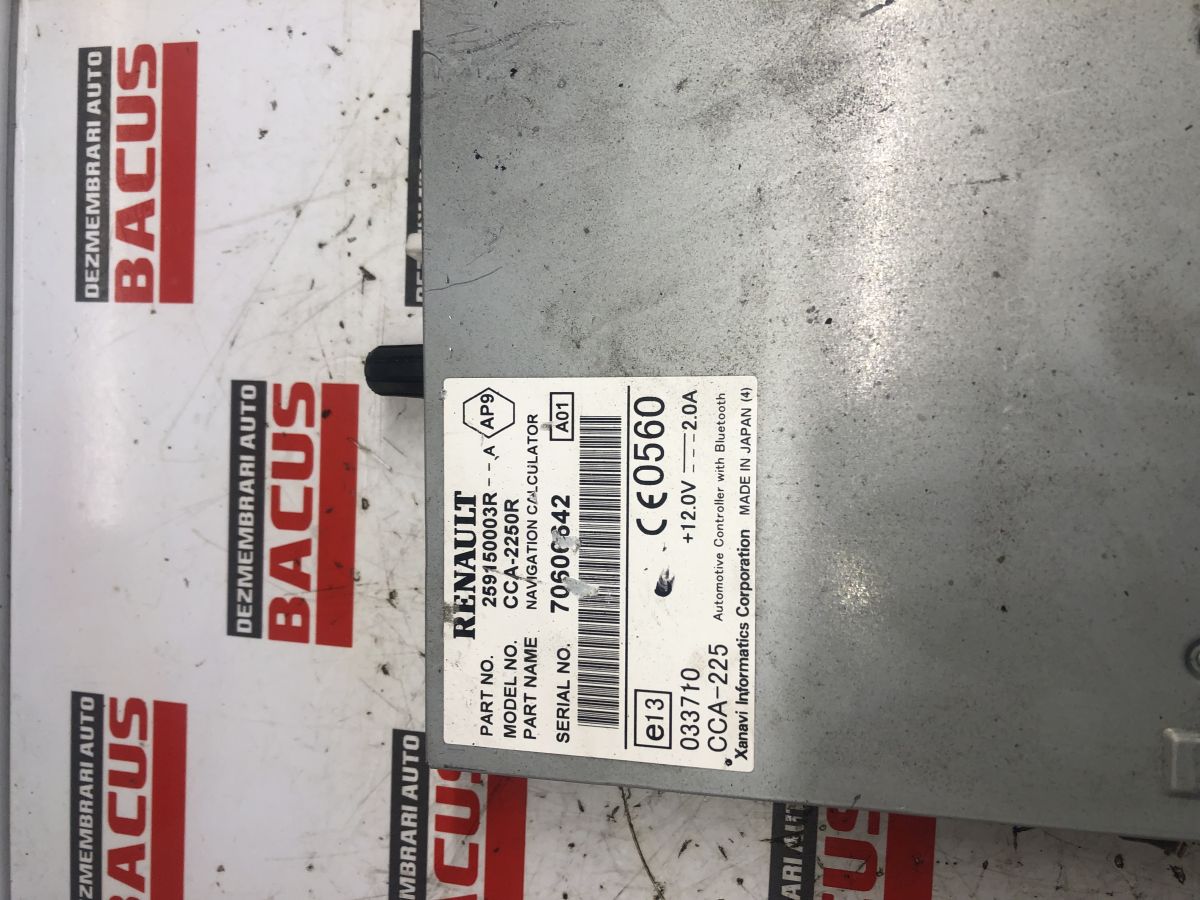 RENAULT
PART NO. 259150003R--A AP9
MODEL NO. CCA-2250R
PART NAME NAVIGATION CALCULATOR
SERIAL NO. A01
CE0560
e13
033710 +12.0V 2.0A
CCA-225 Automotive Controller with Bluetooth
Xanavi Informatics Corporation MADE IN JAPAN (4)
DEZMEMBRARI AUTO
BACUS
DEZMEMBRARI AUTO
BACUS
DEZMEMBRARI AUTO
BACUS